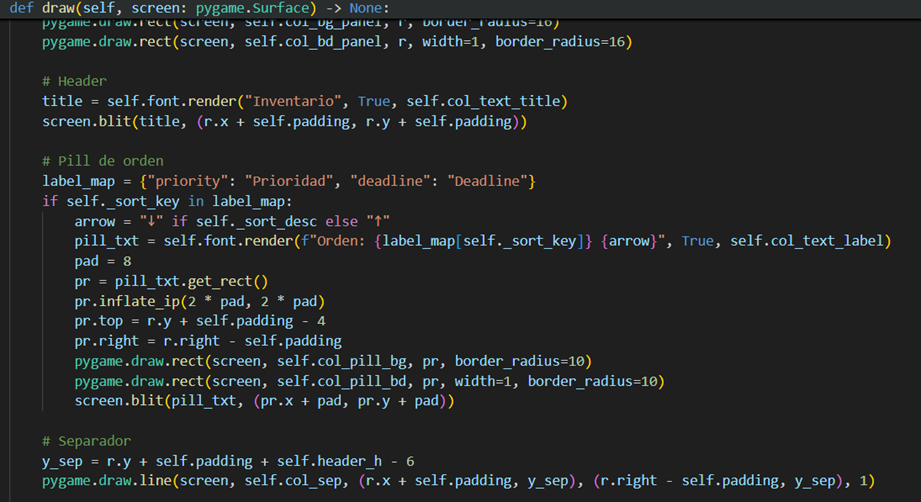 def draw(self, screen: pygame.Surface) -> None:
pygame.draw.rect(screen, self.col_bg_panel, r, border_radius=16)
pygame.draw.rect(screen, self.col_bd_panel, r, width=1, border_radius=16)
# Header
title = self.font.render("Inventario", True, self.col_text_title)
screen.blit(title, (r.x + self.padding, r.y + self.padding))
# Pill de orden
label_map = {"priority": "Prioridad", "deadline": "Deadline"}
if self._sort_key in label_map:
arrow = "↓" if self._sort_desc else "↑"
pill_txt = self.font.render(f"Orden: {label_map[self._sort_key]} {arrow}", True, self.col_text_label)
pad = 8
pr = pill_txt.get_rect()
pr.inflate_ip(2 * pad, 2 * pad)
pr.top = r.y + self.padding - 4
pr.right = r.right - self.padding
pygame.draw.rect(screen, self.col_pill_bg, pr, border_radius=10)
pygame.draw.rect(screen, self.col_pill_bd, pr, width=1, border_radius=10)
screen.blit(pill_txt, (pr.x + pad, pr.y + pad))
# Separador
y_sep = r.y + self.padding + self.header_h - 6
pygame.draw.line(screen, self.col_sep, (r.x + self.padding, y_sep), (r.right - self.padding, y_sep), 1)